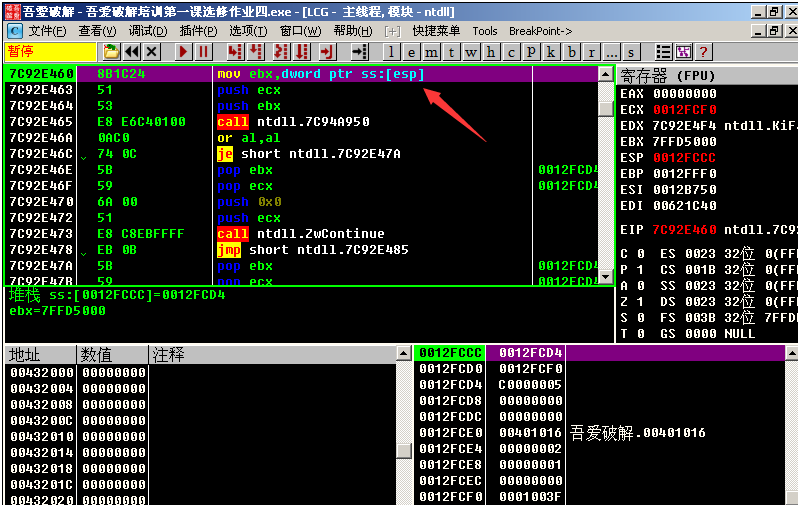 吾爱破解 - 吾爱破解培训第一课选修作业四.exe - [LCG - 主线程, 模块 - ntdll]
C 文件(F) 查看(V) 调试(D) 插件(P) 选项(T) 窗口(W) 帮助(H) [+] 快捷菜单 Tools BreakPoint->
暂停 l e m t w h c p k b r ... s ?
7C92E460 8B1C24 mov ebx,dword ptr ss:[esp]
7C92E463 51 push ecx
7C92E464 53 push ebx
7C92E465 E8 E6C40100 call ntdll.7C94A950
7C92E46A 0AC0 or al,al
7C92E46C 74 0C je short ntdll.7C92E47A
7C92E46E 5B pop ebx 0012FCD4
7C92E46F 59 pop ecx 0012FCD4
7C92E470 6A 00 push 0x0
7C92E472 51 push ecx
7C92E473 E8 C8EBFFFF call ntdll.ZwContinue
7C92E478 EB 0B jmp short ntdll.7C92E485
7C92E47A 5B pop ebx 0012FCD4
7C92E47B 59 pop ecx 0012FCD4
堆栈 ss:[0012FCCC]=0012FCD4
ebx=7FFD5000
寄存器 (FPU)
EAX 00000000
ECX 0012FCF0
EDX 7C92E4F4 ntdll.KiF
EBX 7FFD5000
ESP 0012FCCC
EBP 0012FFF0
ESI 0012B750
EDI 00621C40
EIP 7C92E460 ntdll.7C9
C 0 ES 0023 32位 0(FFF
P 1 CS 001B 32位 0(FFF
A 0 SS 0023 32位 0(FFF
Z 1 DS 0023 32位 0(FFF
S 0 FS 003B 32位 7FFD
T 0 GS 0000 NULL
地址 数值 注释
00432000 00000000
00432004 00000000
00432008 00000000
0043200C 00000000
00432010 00000000
00432014 00000000
00432018 00000000
0043201C 00000000
00432020 00000000
0012FCCC 0012FCD4
0012FCD0 0012FCF0
0012FCD4 C0000005
0012FCD8 00000000
0012FCDC 00000000
0012FCE0 00401016 吾爱破解.00401016
0012FCE4 00000002
0012FCE8 00000001
0012FCEC 00000000
0012FCF0 0001003F